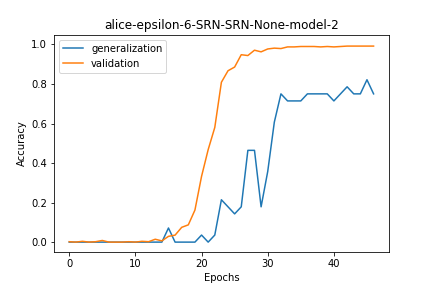 alice-epsilon-6-SRN-SRN-None-model-2
generalization
validation
Accuracy
1.0
0.8
0.6
0.4
0.2
0.0
0 10 20 30 40
Epochs